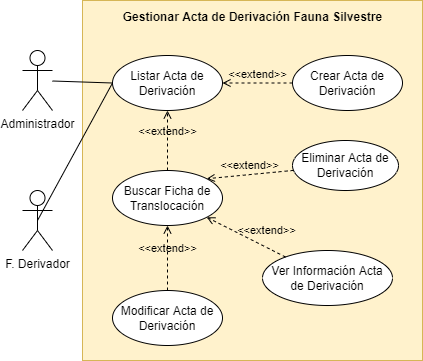 Gestionar Acta de Derivación Fauna Silvestre
Listar Acta de
Derivación
<<extend>>
Crear Acta de
Derivación
Administrador
<<extend>>
<<extend>>
Eliminar Acta de
Derivación
Buscar Ficha de
Translocación
F. Derivador
<<extend>>
<<extend>>
Ver Información Acta
de Derivación
Modificar Acta de
Derivación